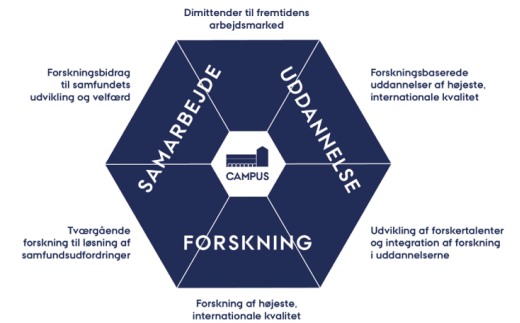 Dimittender til fremtidens
arbejdsmarked
Forskningsbidrag
til samfundets
udvikling og velfærd
Forskningsbaserede
uddannelser af højeste,
internationale kvalitet
SAMARBEJDE
UDDANNELSE
CAMPUS
FORSKNING
Tværgående
forskning til løsning af
samfundsudfordringer
Udvikling af forskertalenter
og integration af forskning
i uddannelserne
Forskning af højeste,
internationale kvalitet